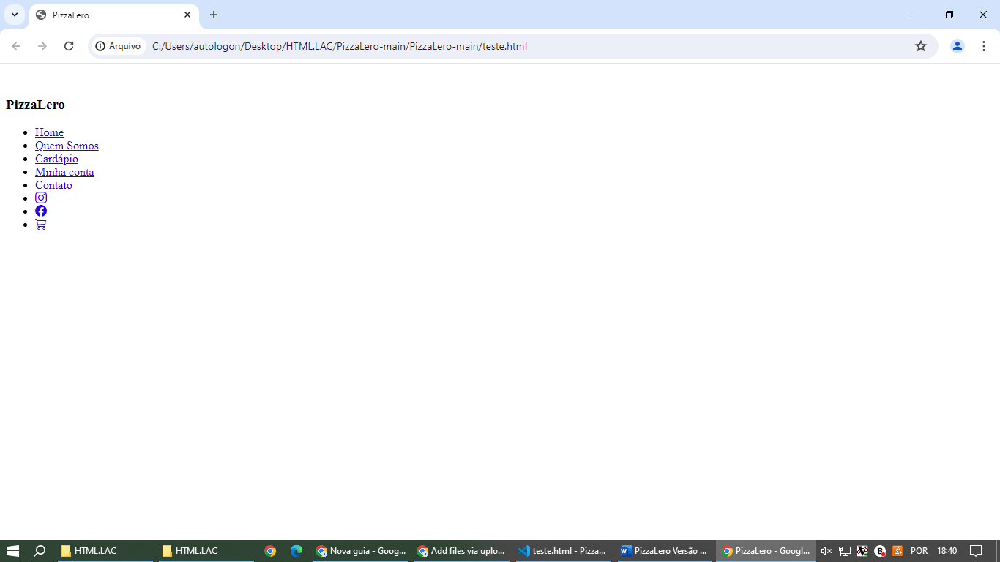 PizzaLero
Arquivo
C:/Users/autologon/Desktop/HTML.LAC/PizzaLero-main/PizzaLero-main/teste.html
PizzaLero
Home
Quem Somos
Cardápio
Minha conta
Contato
HTML.LAC
HTML.LAC
Nova guia - Goog...
Add files via uplo...
teste.html - Pizza...
PizzaLero Versão ...
PizzaLero - Googl...
POR
18:40